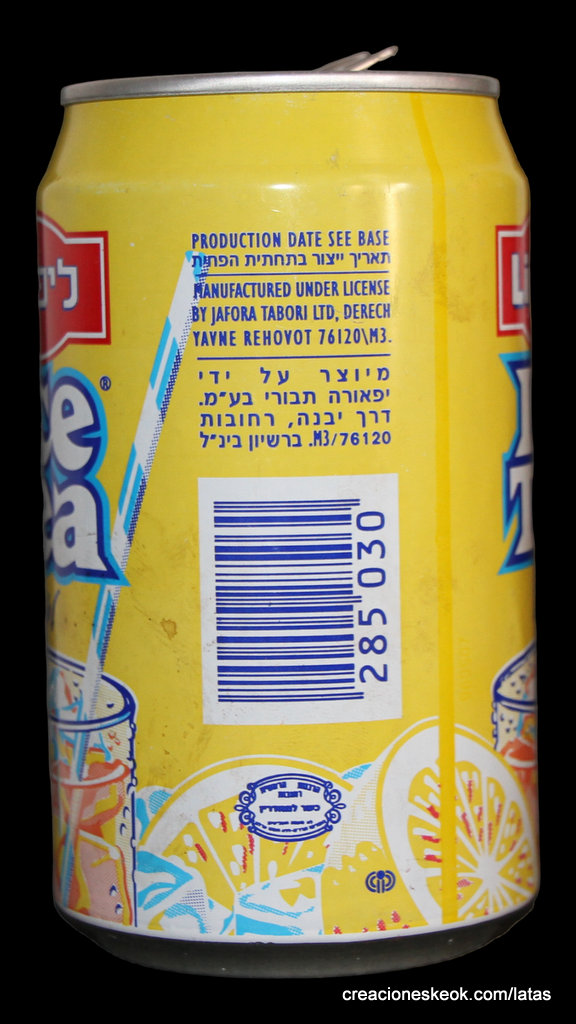 PRODUCTION DATE SEE BASE
תאריך ייצור בתחתית הפחית
MANUFACTURED UNDER LICENSE
BY JAFORA TABORI LTD, DERECH
YAVNE REHOVOT 76120\M3.
מיוצר על ידי
יפאורה תבורי בע"מ.
דרך יבנה, רחובות
M3/76120. ברשיון בינ"ל
285 030
ce ®
ea
creacioneskeok.com/latas